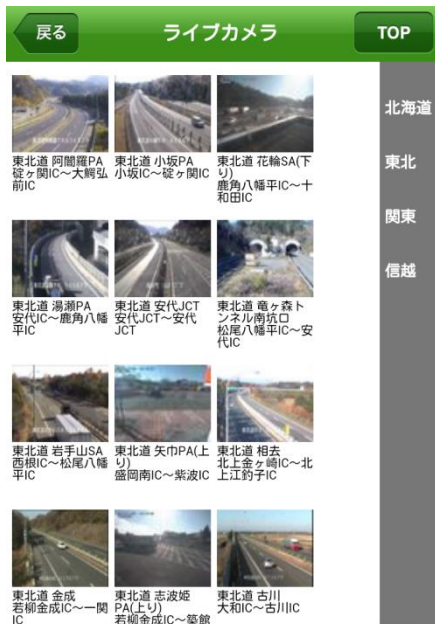 戻る
ライブカメラ
TOP
東北道 阿闍羅PA
碇ヶ関IC～大鰐弘
前IC
東北道 小坂PA
小坂IC～碇ヶ関IC
東北道 花輪SA(下
り)
鹿角八幡平IC～十
和田IC
東北道 湯瀬PA
安代IC～鹿角八幡
平IC
東北道 安代JCT
安代JCT～安代
JCT
東北道 竜ヶ森ト
ンネル南坑口
松尾八幡平IC～安
代IC
東北道 岩手山SA
西根IC～松尾八幡
平IC
東北道 矢巾PA(上
り)
盛岡南IC～紫波IC
東北道 相去
北上金ヶ崎IC～北
上江釣子IC
東北道 金成
若柳金成IC～一関
IC
東北道 志波姫
PA(上り)
若柳金成IC～築館
東北道 古川
大和IC～古川IC
北海道
東北
関東
信越